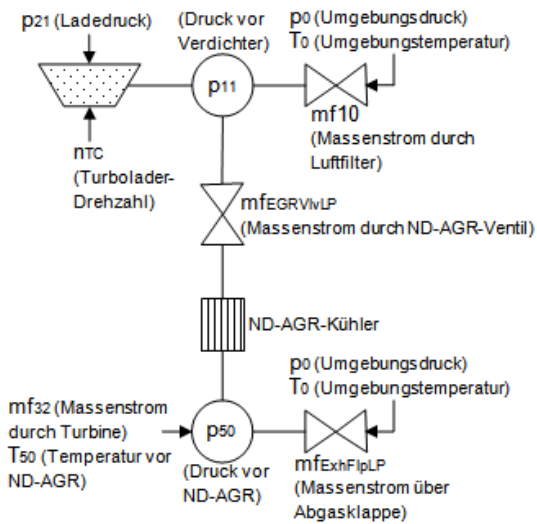 p21 (Ladedruck)
(Druck vor
Verdichter)
p0 (Umgebungsdruck)
T0 (Umgebungstemperatur)
p11
nTC
(Turbolader-
Drehzahl)
mf10
(Massenstrom durch
Luftfilter)
mfEGRVlvLP
(Massenstrom durch ND-AGR-Ventil)
ND-AGR-Kühler
p0 (Umgebungsdruck)
T0 (Umgebungstemperatur)
mf32 (Massenstrom
durch Turbine)
T50 (Temperatur vor
ND-AGR)
p50
(Druck vor
ND-AGR)
mfExhFlpLP
(Massenstrom über
Abgasklappe)